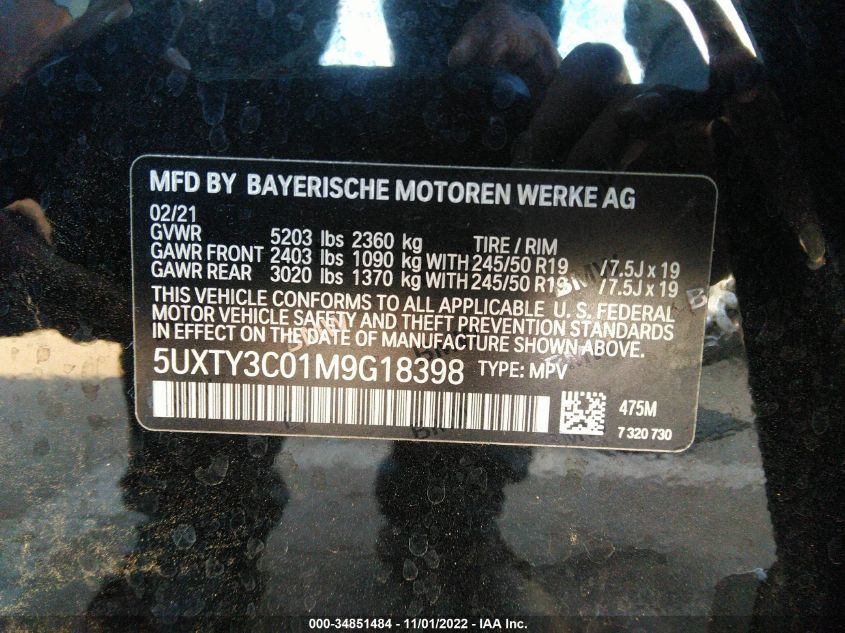 MFD BY BAYERISCHE MOTOREN WERKE AG
02/21
GVWR 5203 lbs 2360 kg TIRE / RIM
GAWR FRONT 2403 lbs 1090 kg WITH 245/50 R19 / 7.5J x 19
GAWR REAR 3020 lbs 1370 kg WITH 245/50 R19 / 7.5J x 19
THIS VEHICLE CONFORMS TO ALL APPLICABLE U. S. FEDERAL
MOTOR VEHICLE SAFETY AND THEFT PREVENTION STANDARDS
IN EFFECT ON THE DATE OF MANUFACTURE SHOWN ABOVE.
5UXTY3C01M9G18398 TYPE: MPV
475M
7 320 730
000-34851484 - 11/01/2022 - IAA Inc.